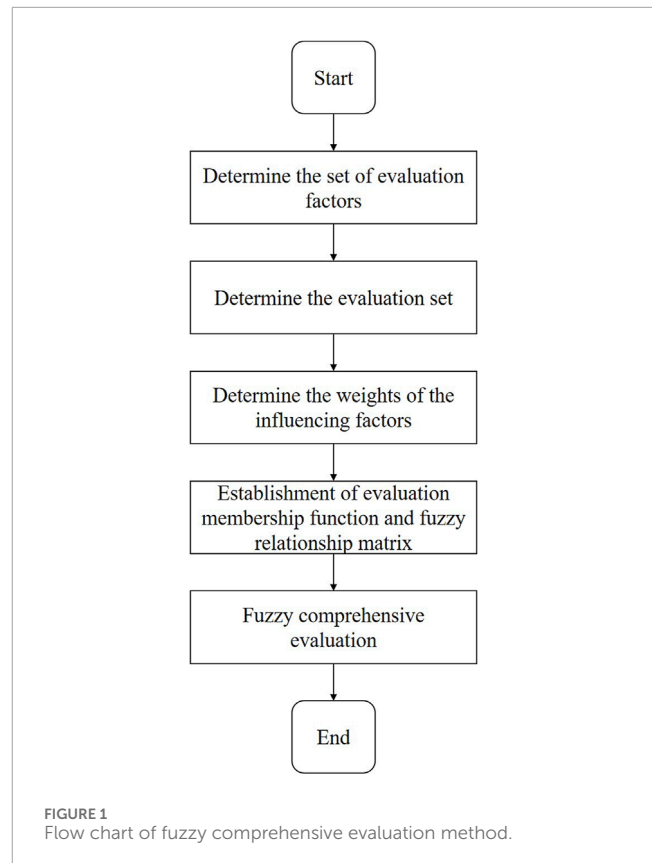 Start
Determine the set of evaluation
factors
Determine the evaluation set
Determine the weights of the
influencing factors
Establishment of evaluation
membership function and fuzzy
relationship matrix
Fuzzy comprehensive
evaluation
End
FIGURE 1
Flow chart of fuzzy comprehensive evaluation method.